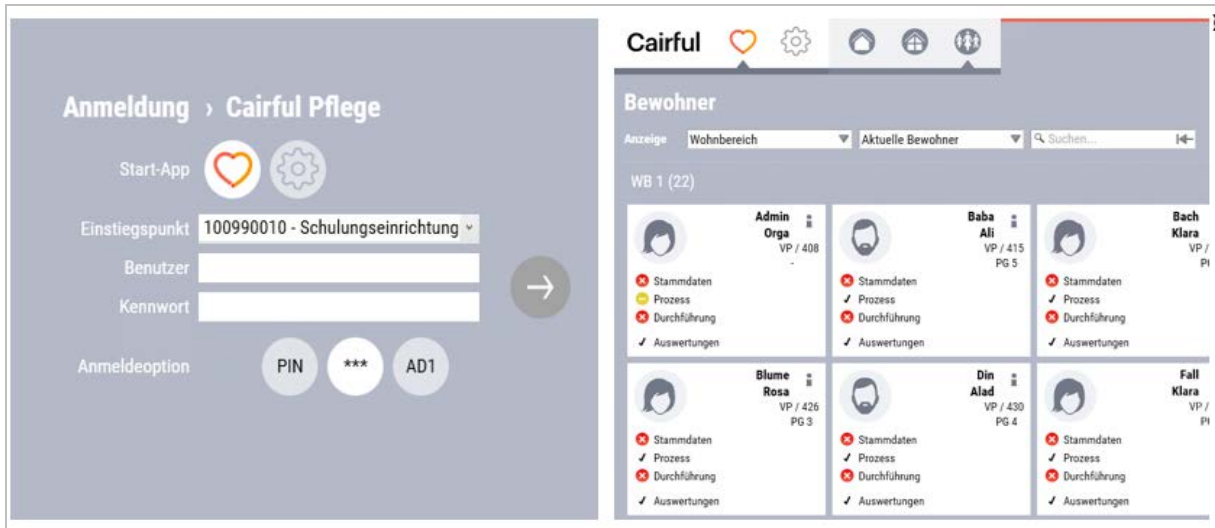 Anmeldung › Cairful Pflege
Start-App
Einstiegspunkt 100990010 - Schulungseinrichtung
Benutzer
Kennwort
Anmeldeoption PIN *** AD1
Cairful
Bewohner
Anzeige Wohnbereich Aktuelle Bewohner Suchen...
WB 1 (22)
Admin
Orga
VP / 408
-
Stammdaten
Prozess
Durchführung
Auswertungen
Baba
Ali
VP / 415
PG 5
Stammdaten
Prozess
Durchführung
Auswertungen
Bach
Klara
VP /
Stammdaten
Prozess
Durchführung
Auswertungen
Blume
Rosa
VP / 426
PG 3
Stammdaten
Prozess
Durchführung
Auswertungen
Din
Alad
VP / 430
PG 4
Stammdaten
Prozess
Durchführung
Auswertungen
Fall
Klara
VP /
Stammdaten
Prozess
Durchführung
Auswertungen